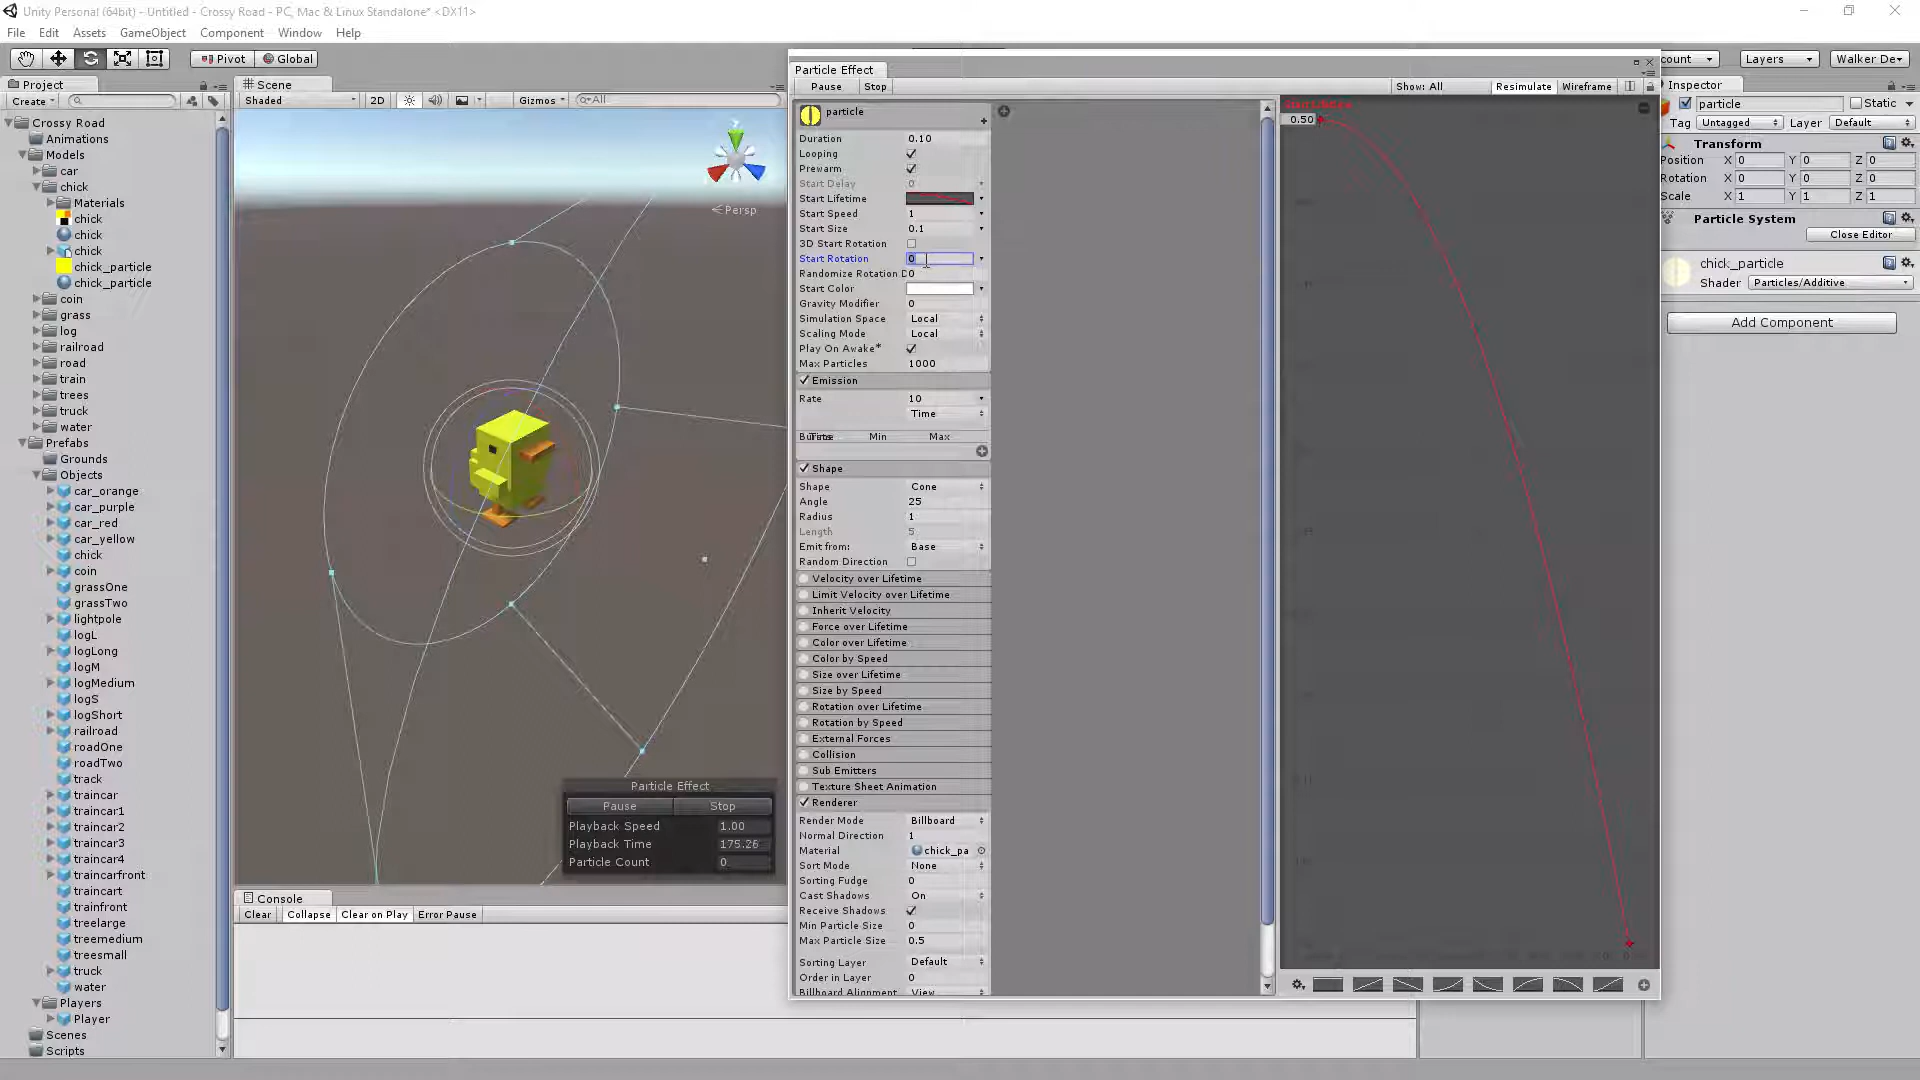 Unity Personal (64bit) - Untitled - Crossy Road - PC, Mac & Linux Standalone* <DX11>
File Edit Assets GameObject Component Window Help
Pivot Global
Layers
Walker De
Project
Create
Crossy Road
Animations
Models
car
chick
Materials
chick
chick
chick
chick_particle
chick_particle
coin
grass
log
railroad
road
train
trees
truck
water
Prefabs
Grounds
Objects
car_orange
car_purple
car_red
car_yellow
chick
coin
grassOne
grassTwo
lightpole
logL
logLong
logM
logMedium
logS
logShort
railroad
roadOne
roadTwo
track
traincar
traincar1
traincar2
traincar3
traincar4
traincarfront
traincart
trainfront
treelarge
treemedium
treesmall
truck
water
Players
Player
Scenes
Scripts
Scene
Shaded 2D Gizmos All
Persp
Particle Effect
Pause Stop
Playback Speed 1.00
Playback Time 175.26
Particle Count 0
Console
Clear Collapse Clear on Play Error Pause
Particle Effect
Pause Stop Show: All Resimulate Wireframe
particle
Duration 0.10
Looping
Prewarm
Start Delay 0
Start Lifetime
Start Speed 1
Start Size 0.1
3D Start Rotation
Start Rotation 0
Randomize Rotation D 0
Start Color
Gravity Modifier 0
Simulation Space Local
Scaling Mode Local
Play On Awake*
Max Particles 1000
Emission
Rate 10
Time
Min Max
Shape
Shape Cone
Angle 25
Radius 1
Length 5
Emit from: Base
Random Direction
Velocity over Lifetime
Limit Velocity over Lifetime
Inherit Velocity
Force over Lifetime
Color over Lifetime
Color by Speed
Size over Lifetime
Size by Speed
Rotation over Lifetime
Rotation by Speed
External Forces
Collision
Sub Emitters
Texture Sheet Animation
Renderer
Render Mode Billboard
Normal Direction 1
Material chick_pa
Sort Mode None
Sorting Fudge 0
Cast Shadows On
Receive Shadows
Min Particle Size 0
Max Particle Size 0.5
Sorting Layer Default
Order in Layer 0
Billboard Alignment View
Start Lifetime
0.50
Inspector
particle Static
Tag Untagged Layer Default
Transform
Position X 0 Y 0 Z 0
Rotation X 0 Y 0 Z 0
Scale X 1 Y 1 Z 1
Particle System
Close Editor
chick_particle
Shader Particles/Additive
Add Component